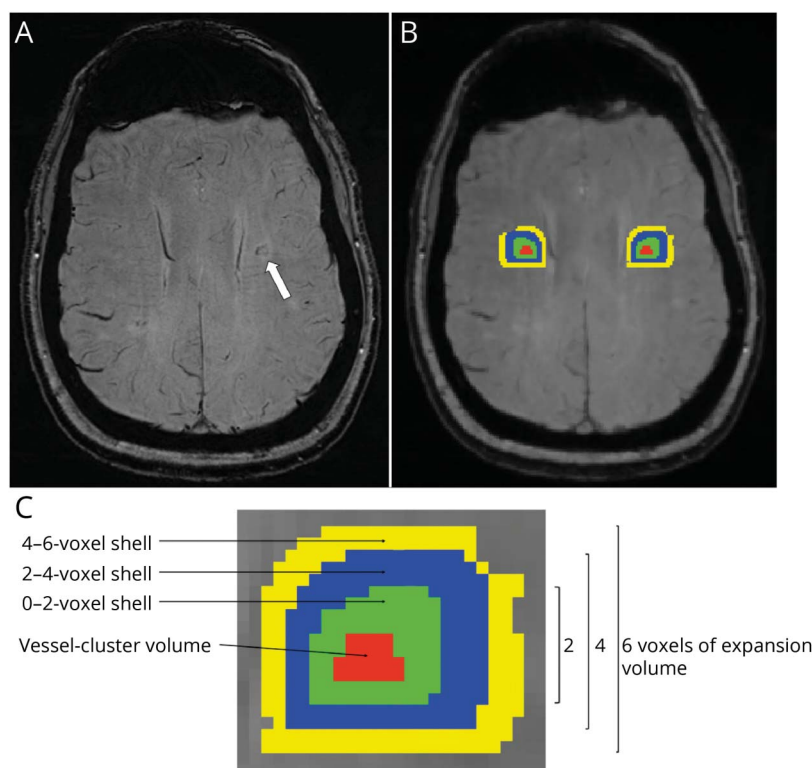 A
B
C
4–6-voxel shell
2–4-voxel shell
0–2-voxel shell
Vessel-cluster volume
2
4
6 voxels of expansion
volume